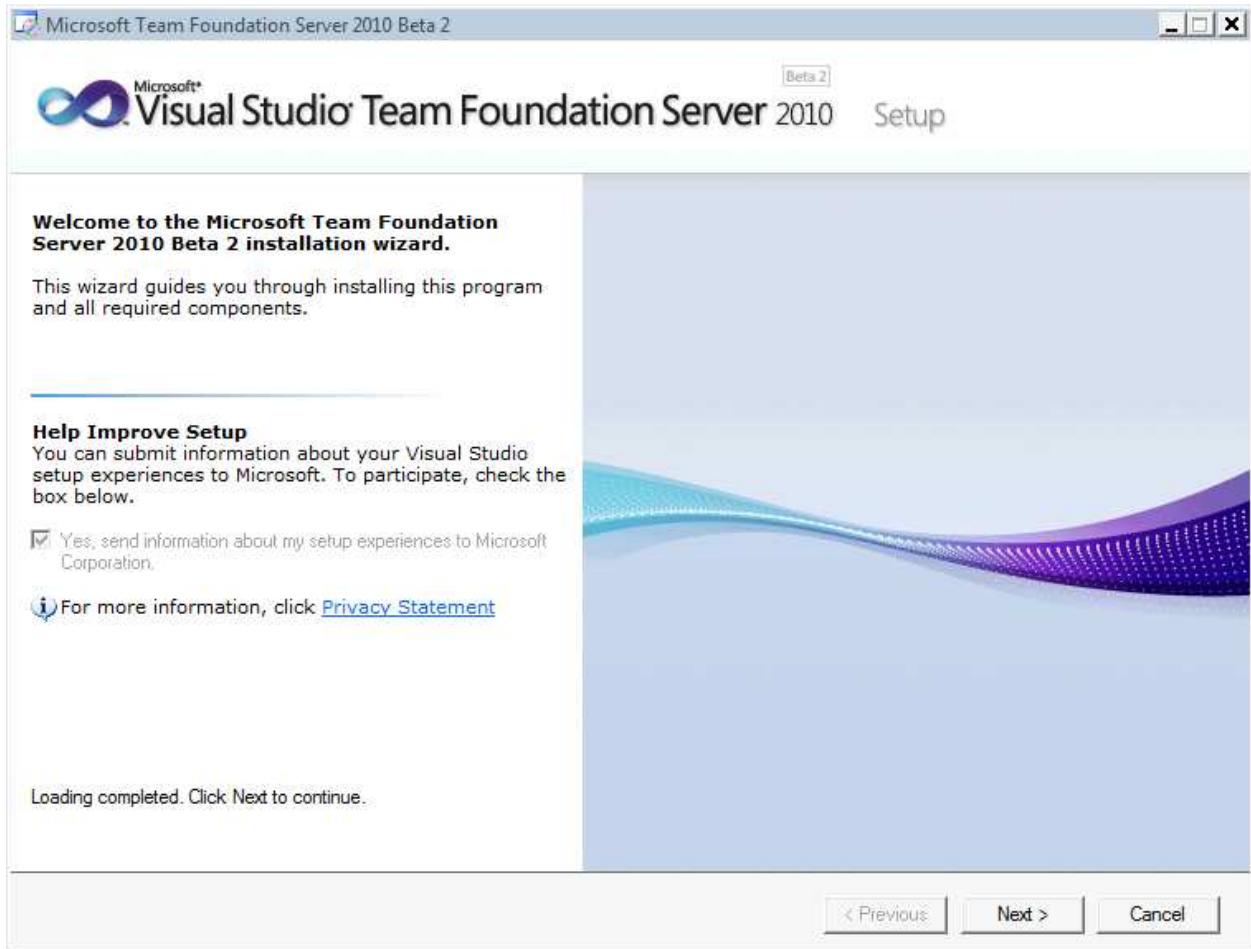 Microsoft Team Foundation Server 2010 Beta 2
Beta 2
Microsoft*
Visual Studio Team Foundation Server 2010 Setup
Welcome to the Microsoft Team Foundation
Server 2010 Beta 2 installation wizard.
This wizard guides you through installing this program
and all required components.
Help Improve Setup
You can submit information about your Visual Studio
setup experiences to Microsoft. To participate, check the
box below.
Yes, send information about my setup experiences to Microsoft
Corporation.
For more information, click Privacy Statement
Loading completed. Click Next to continue.
< Previous Next > Cancel